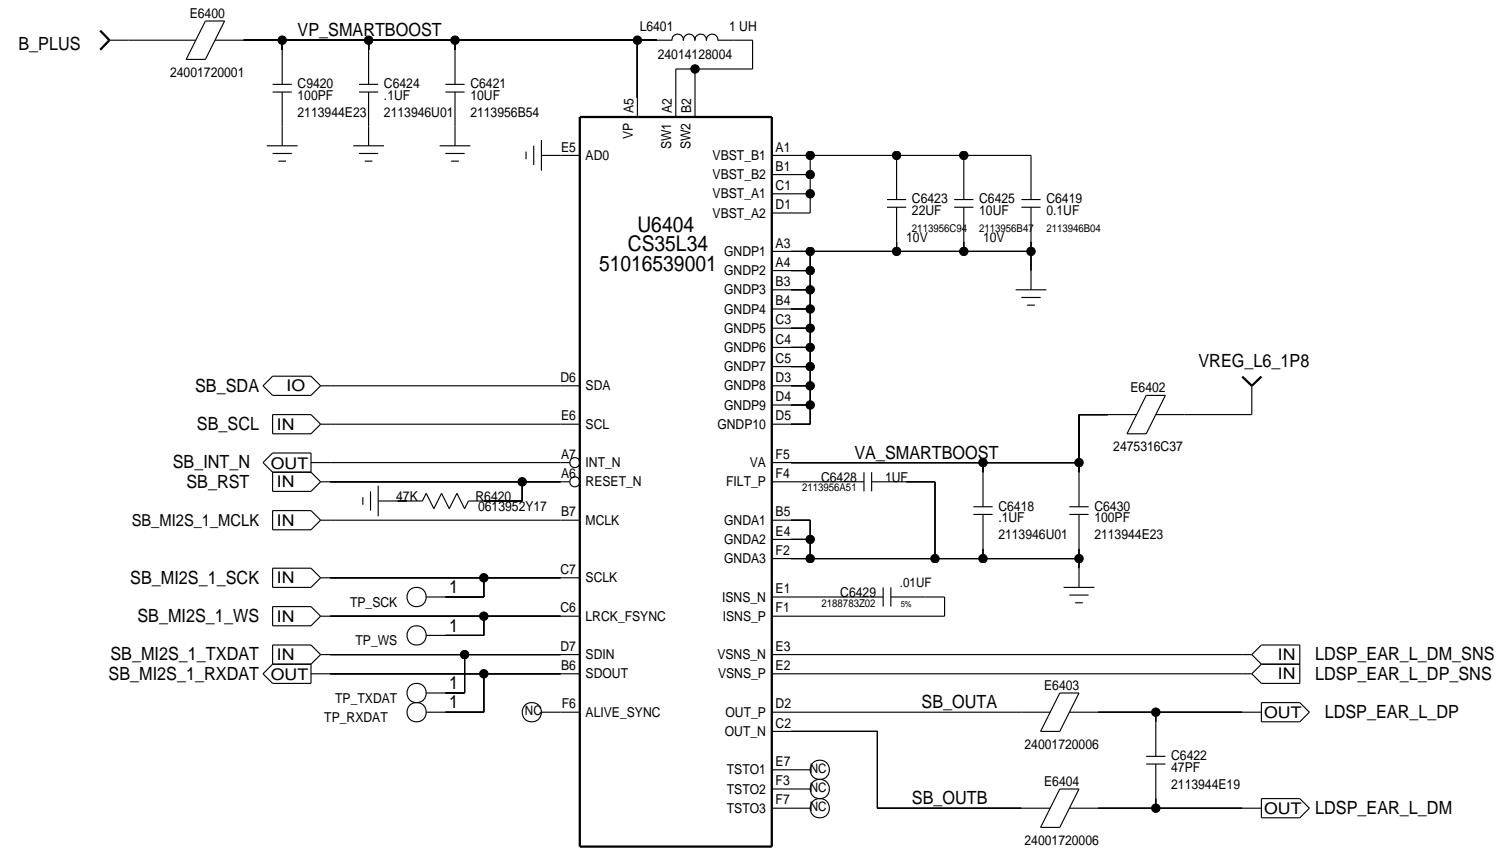 E6400
B_PLUS
VP_SMARTBOOST
24001720001
L6401
1 UH
24014128004
C9420
100PF
2113944E23
C6424
.1UF
2113946U01
C6421
10UF
2113956B54
A5
A2
B2
VP
SW1
SW2
E5
AD0
U6404
CS35L34
51016539001
VBST_B1 A1
VBST_B2 B1
VBST_A1 C1
VBST_A2 D1
C6423
22UF
2113956C94
10V
C6425
10UF
2113956B47
10V
C6419
0.1UF
2113946B04
GNDP1 A3
GNDP2 A4
GNDP3 B3
GNDP4 B4
GNDP5 C3
GNDP6 C4
GNDP7 C5
GNDP8 D3
GNDP9 D4
GNDP10 D5
VREG_L6_1P8
E6402
2475316C37
SB_SDA IO D6 SDA
SB_SCL IN E6 SCL
SB_INT_N OUT A7 INT_N
SB_RST IN A6 RESET_N
47K R6420
0613952Y17
SB_MI2S_1_MCLK IN B7 MCLK
SB_MI2S_1_SCK IN C7 SCLK
TP_SCK 1
SB_MI2S_1_WS IN C6 LRCK_FSYNC
TP_WS 1
SB_MI2S_1_TXDAT IN D7 SDIN
SB_MI2S_1_RXDAT OUT B6 SDOUT
TP_TXDAT 1
TP_RXDAT 1
NC F6 ALIVE_SYNC
VA F5 VA_SMARTBOOST
FILT_P F4
C6428 1UF
2113956A51
C6418
.1UF
2113946U01
C6430
100PF
2113944E23
GNDA1 B5
GNDA2 E4
GNDA3 F2
ISNS_N E1
ISNS_P F1
C6429 .01UF
2188783Z02 5%
VSNS_N E3 IN LDSP_EAR_L_DM_SNS
VSNS_P E2 IN LDSP_EAR_L_DP_SNS
OUT_P D2 SB_OUTA E6403 OUT LDSP_EAR_L_DP
24001720006
OUT_N C2
C6422
47PF
2113944E19
TSTO1 E7 NC
TSTO2 F3 NC
TSTO3 F7 NC
SB_OUTB E6404 OUT LDSP_EAR_L_DM
24001720006